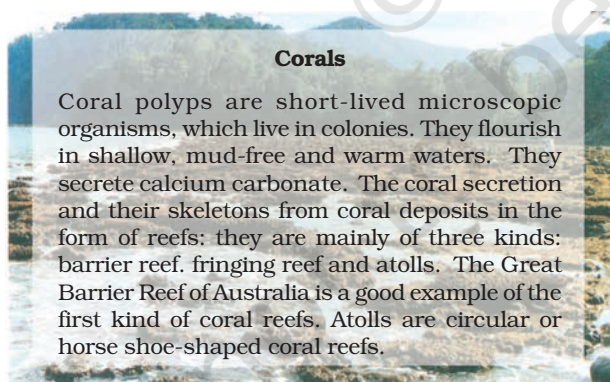 Corals
Coral polyps are short-lived microscopic
organisms, which live in colonies. They flourish
in shallow, mud-free and warm waters. They
secrete calcium carbonate. The coral secretion
and their skeletons from coral deposits in the
form of reefs: they are mainly of three kinds:
barrier reef. fringing reef and atolls. The Great
Barrier Reef of Australia is a good example of the
first kind of coral reefs. Atolls are circular or
horse shoe-shaped coral reefs.